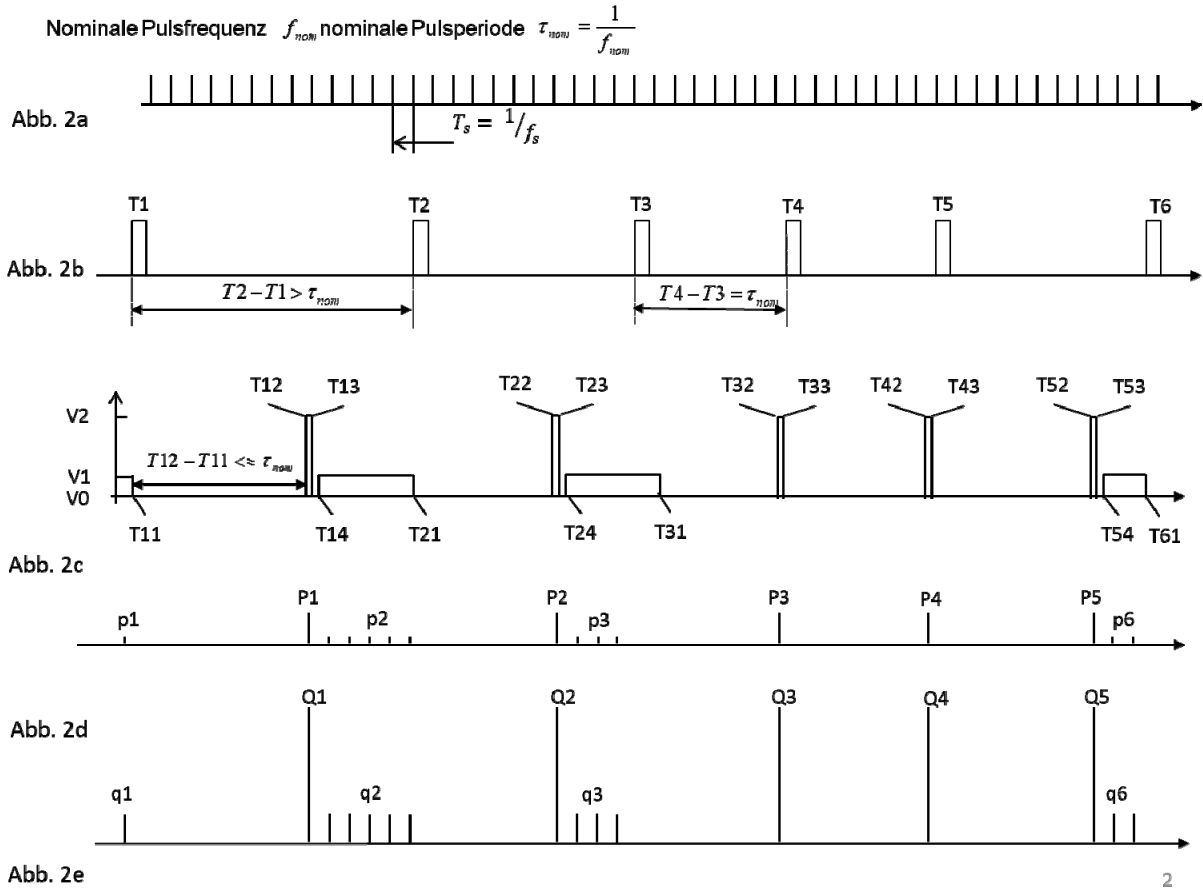 Nominale Pulsfrequenz f_nom nominale Pulsperiode τ_nom = 1/f_nom
Abb. 2a
T_s = 1/f_s
T1 T2 T3 T4 T5 T6
Abb. 2b
T2-T1 > τ_nom T4-T3 = τ_nom
T12 T13 T22 T23 T32 T33 T42 T43 T52 T53
V2
T12-T11 <≈ τ_nom
V1
V0
T11 T14 T21 T24 T31 T54 T61
Abb. 2c
P1 P2 P3 P4 P5
p1 p2 p3 p6
Q1 Q2 Q3 Q4 Q5
Abb. 2d
q1 q2 q3 q6
Abb. 2e
2